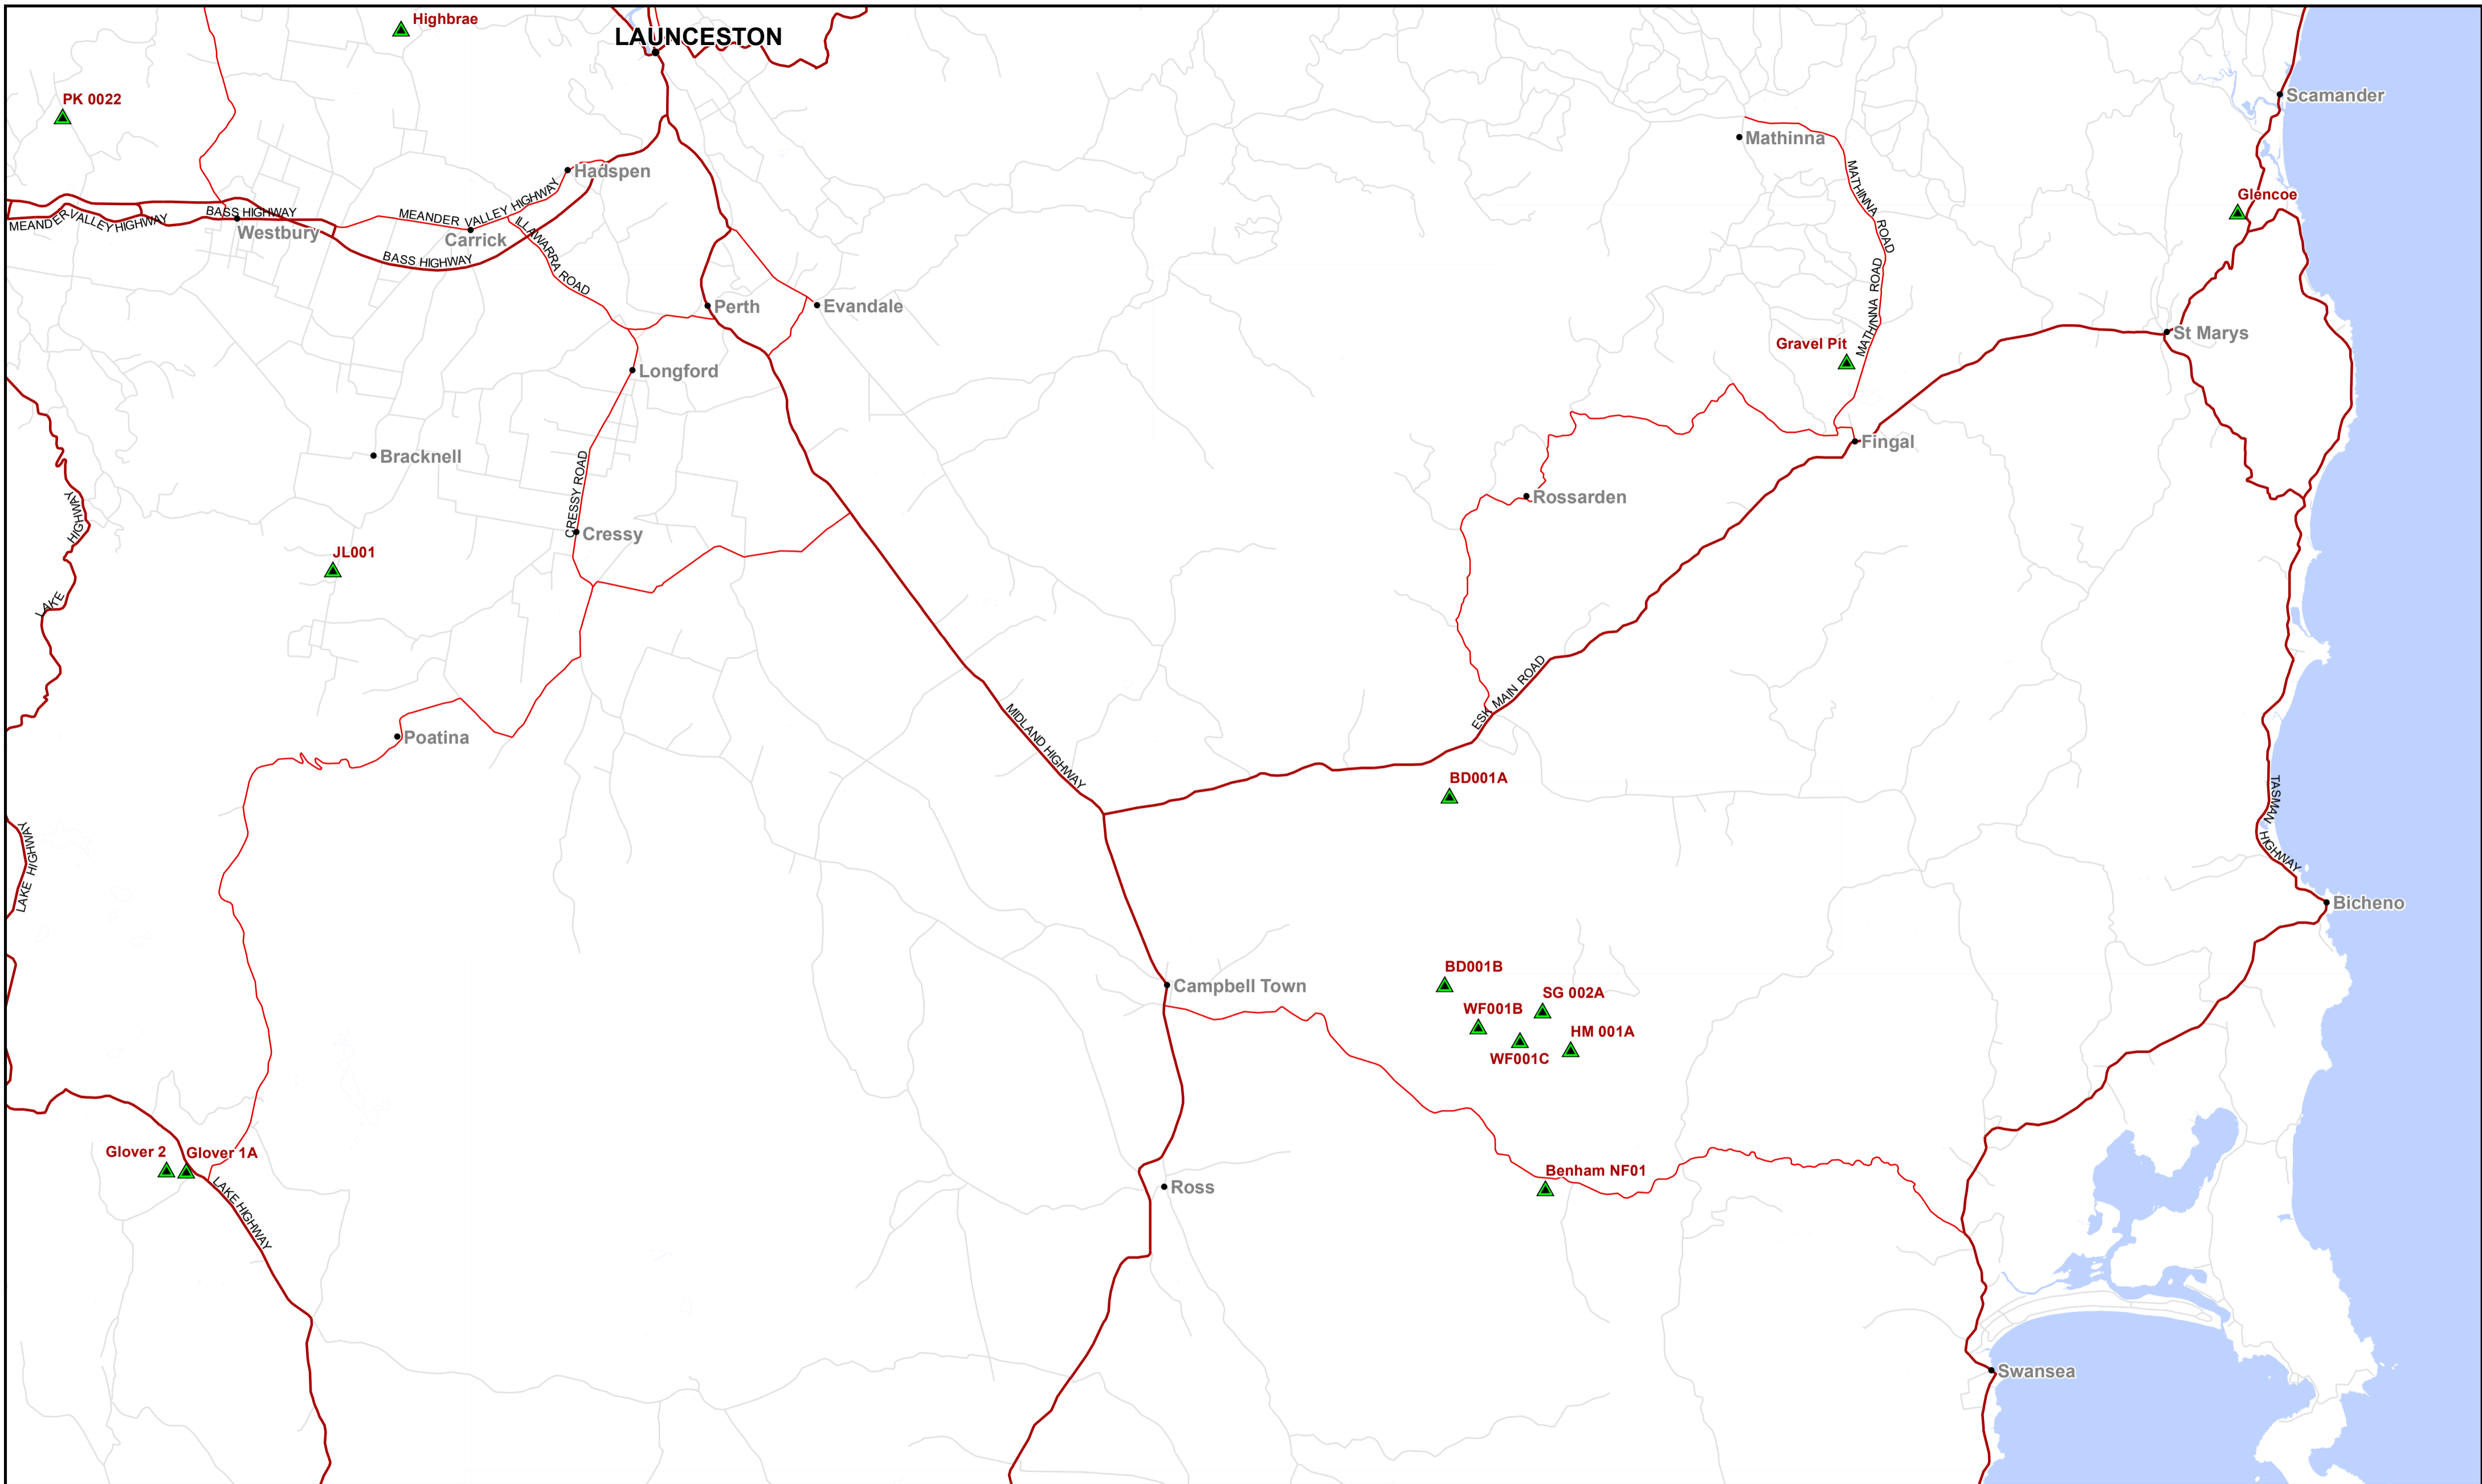 Highbrae
LAUNCESTON
PK 0022
Scamander
Mathinna
Hadspen
MATHINNA ROAD
Glencoe
MEANDER VALLEY HIGHWAY
BASS HIGHWAY
MEANDER VALLEY HIGHWAY
Westbury
Carrick
ILLAWARA ROAD
BASS HIGHWAY
MATHINNA ROAD
Perth
Evandale
St Marys
Gravel Pit
Longford
Fingal
Bracknell
CRESSY ROAD
Rossarden
LAKE HIGHWAY
Cressy
JL001
ESK MAIN ROAD
MIDLAND HIGHWAY
Poatina
BD001A
TASMAN HIGHWAY
LAKE HIGHWAY
Bicheno
BD001B
Campbell Town
SG 002A
WF001B
HM 001A
WF001C
Glover 2
Glover 1A
Benham NF01
Ross
LAKE HIGHWAY
Swansea